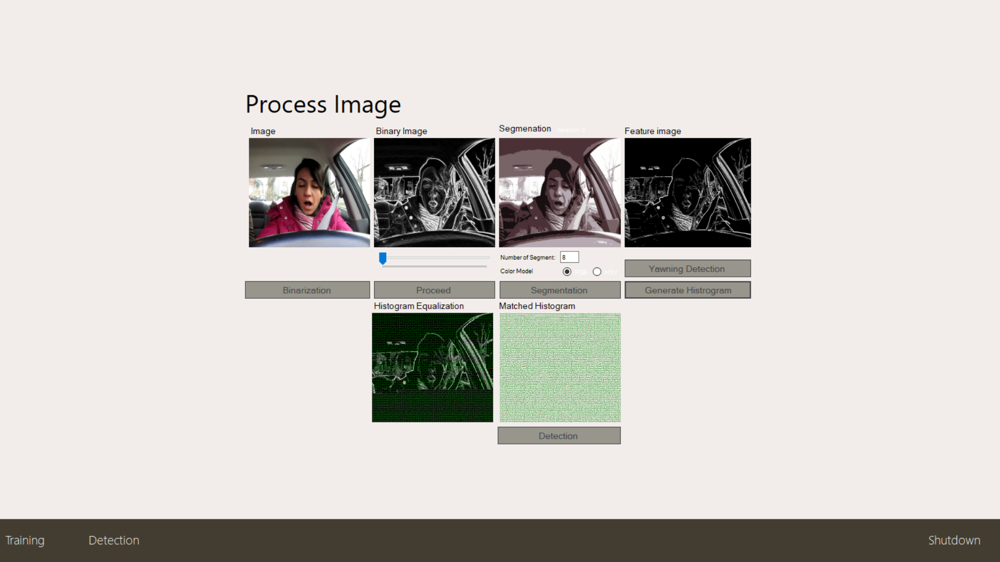 Process Image
Image
Binary Image
Segmenation Iteration: 3
Feature image
Number of Segment: 8
Color Model RGB HSV
Yawning Detection
Binarization
Proceed
Segmentation
Generate Histrogram
Histogram Equalization
Matched Histogram
Detection
Training
Detection
Shutdown